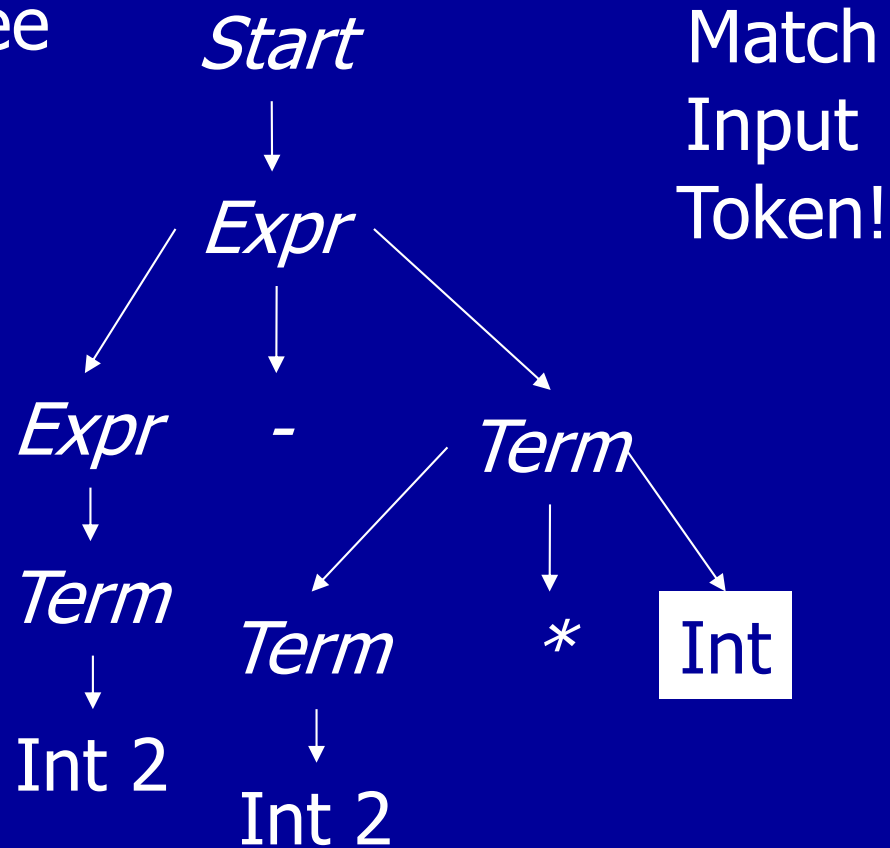 ee
Start
Match
Input
Token!
Expr
Expr - Term
Term
Term * Int
Int 2
Int 2